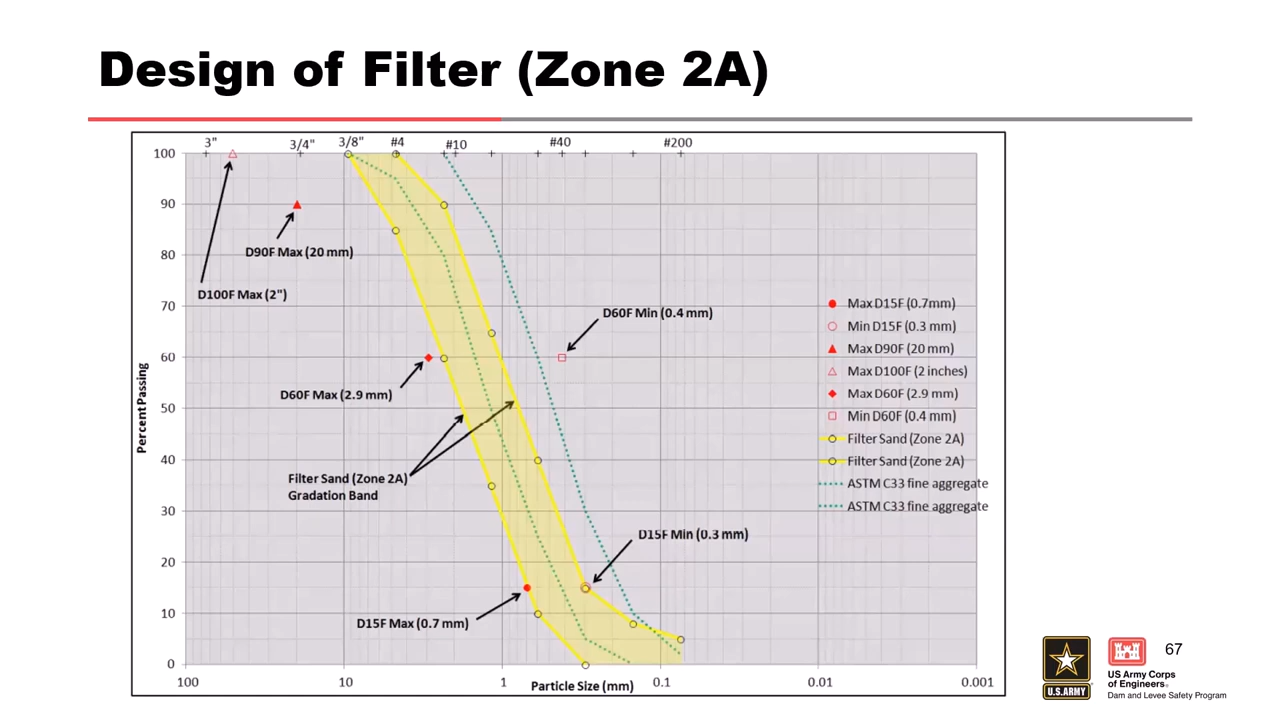 Design of Filter (Zone 2A)
3" 3/4" 3/8" #4 #10 #40 #200
100
90
80
70
60
50
40
30
20
10
0
Percent Passing
100 10 1 0.1 0.01 0.001
Particle Size (mm)
D90F Max (20 mm)
D100F Max (2")
D60F Min (0.4 mm)
D60F Max (2.9 mm)
Filter Sand (Zone 2A)
Gradation Band
D15F Min (0.3 mm)
D15F Max (0.7 mm)
Max D15F (0.7mm)
Min D15F (0.3 mm)
Max D90F (20 mm)
Max D100F (2 inches)
Max D60F (2.9 mm)
Min D60F (0.4 mm)
Filter Sand (Zone 2A)
Filter Sand (Zone 2A)
ASTM C33 fine aggregate
ASTM C33 fine aggregate
U.S.ARMY
US Army Corps
of Engineers®
Dam and Levee Safety Program
67